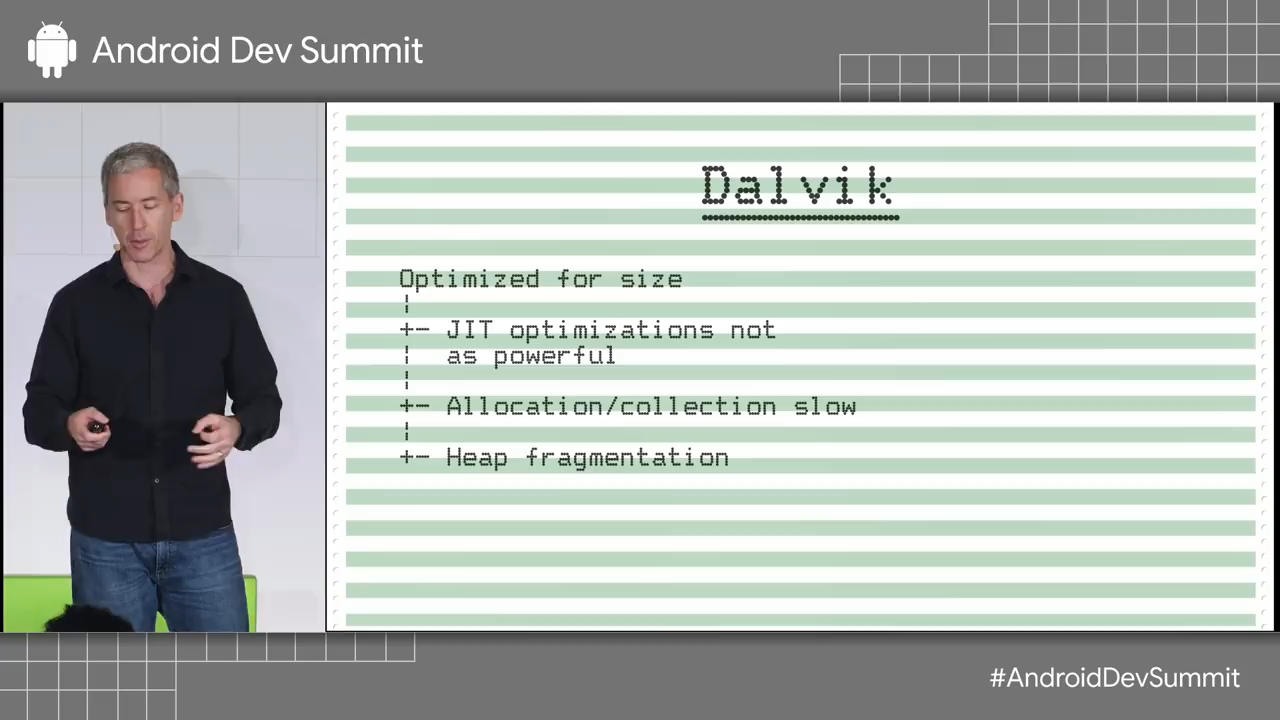 Android Dev Summit
Dalvik
Optimized for size
+- JIT optimizations not
as powerful
+- Allocation/collection slow
+- Heap fragmentation
#AndroidDevSummit